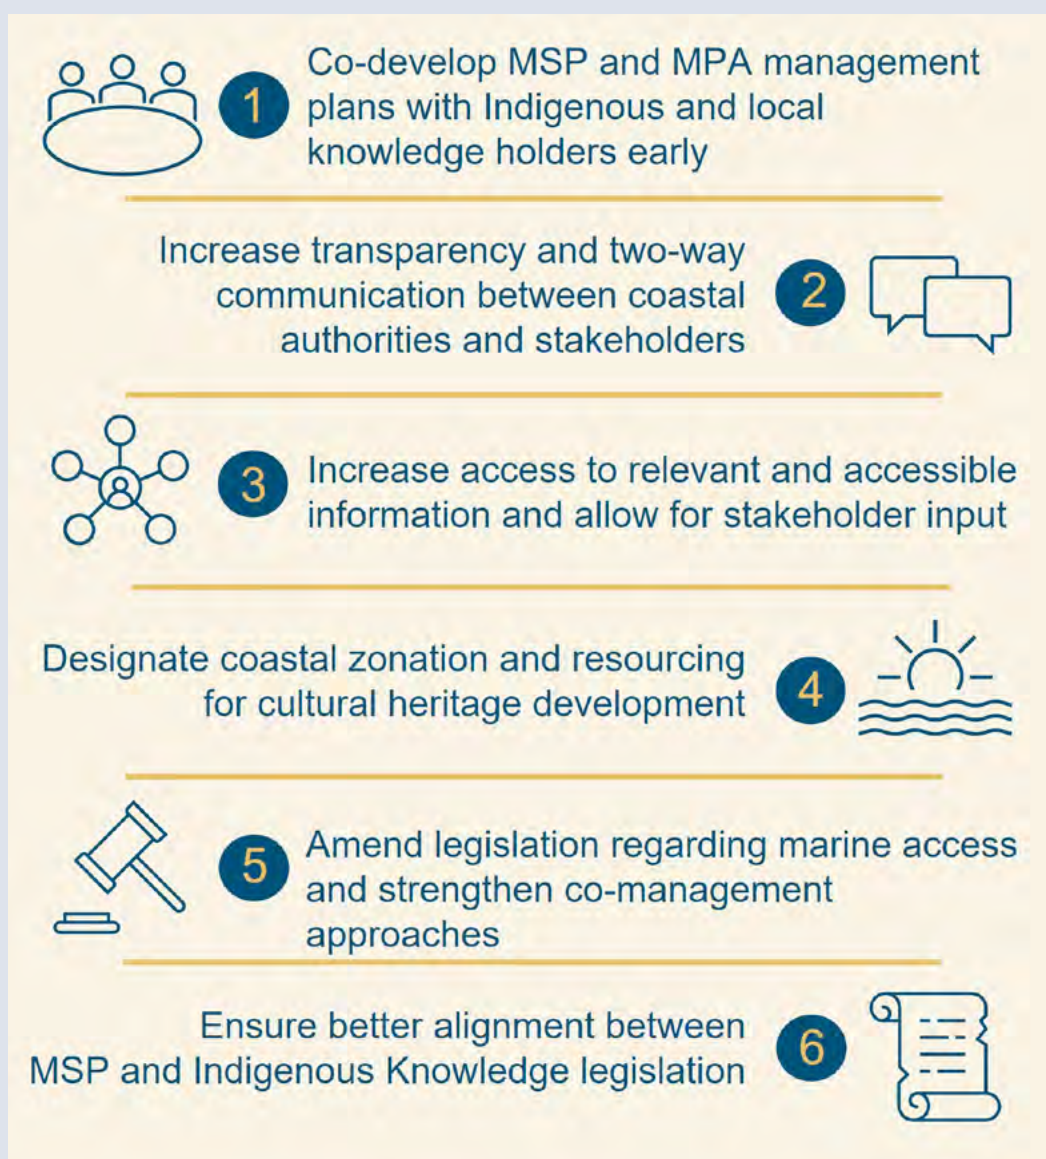 1
Co-develop MSP and MPA management
plans with Indigenous and local
knowledge holders early
Increase transparency and two-way
communication between coastal
authorities and stakeholders
2
3
Increase access to relevant and accessible
information and allow for stakeholder input
Designate coastal zonation and resourcing
for cultural heritage development
4
5
Amend legislation regarding marine access
and strengthen co-management
approaches
Ensure better alignment between
MSP and Indigenous Knowledge legislation
6